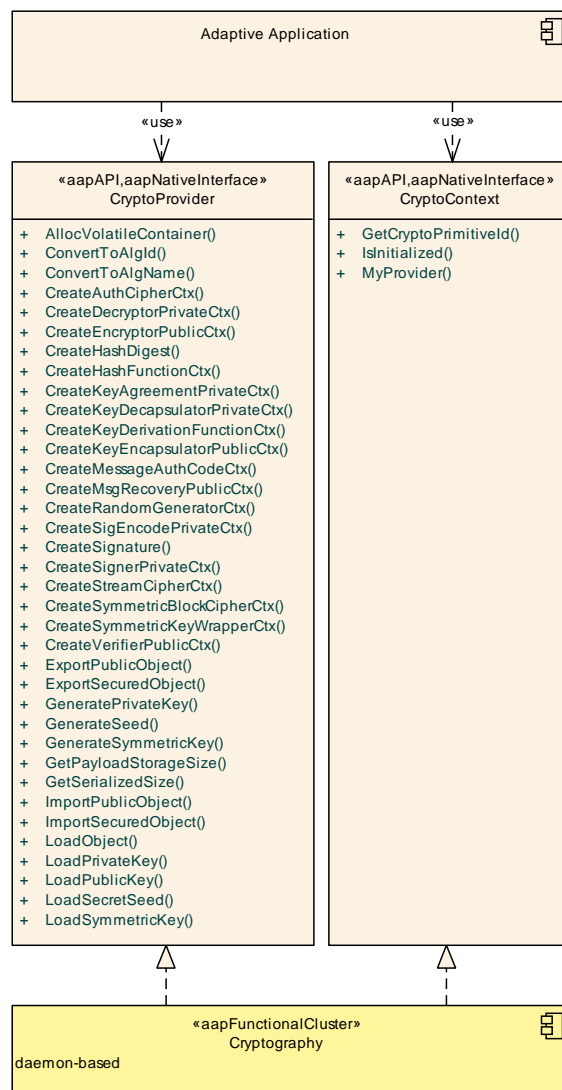 Adaptive Application
«use»
«use»
«aapAPI,aapNativeInterface»
CryptoProvider
+ AllocVolatileContainer()
+ ConvertToAlgId()
+ ConvertToAlgName()
+ CreateAuthCipherCtx()
+ CreateDecryptorPrivateCtx()
+ CreateEncryptorPublicCtx()
+ CreateHashDigest()
+ CreateHashFunctionCtx()
+ CreateKeyAgreementPrivateCtx()
+ CreateKeyDecapsulatorPrivateCtx()
+ CreateKeyDerivationFunctionCtx()
+ CreateKeyEncapsulatorPublicCtx()
+ CreateMessageAuthCodeCtx()
+ CreateMsgRecoveryPublicCtx()
+ CreateRandomGeneratorCtx()
+ CreateSigEncodePrivateCtx()
+ CreateSignature()
+ CreateSignerPrivateCtx()
+ CreateStreamCipherCtx()
+ CreateSymmetricBlockCipherCtx()
+ CreateSymmetricKeyWrapperCtx()
+ CreateVerifierPublicCtx()
+ ExportPublicObject()
+ ExportSecuredObject()
+ GeneratePrivateKey()
+ GenerateSeed()
+ GenerateSymmetricKey()
+ GetPayloadStorageSize()
+ GetSerializedSize()
+ ImportPublicObject()
+ ImportSecuredObject()
+ LoadObject()
+ LoadPrivateKey()
+ LoadPublicKey()
+ LoadSecretSeed()
+ LoadSymmetricKey()
«aapAPI,aapNativeInterface»
CryptoContext
+ GetCryptoPrimitiveId()
+ IsInitialized()
+ MyProvider()
«aapFunctionalCluster»
Cryptography
daemon-based